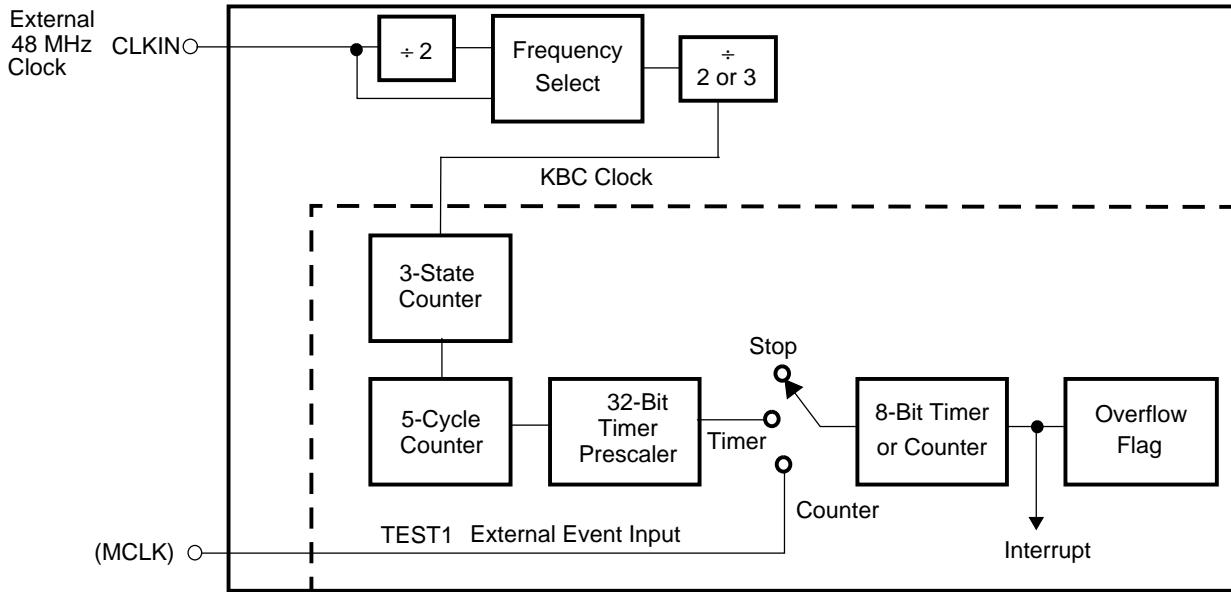 External
48 MHz
Clock
CLKIN
÷ 2
Frequency
Select
÷
2 or 3
KBC Clock
3-State
Counter
5-Cycle
Counter
32-Bit
Timer
Prescaler
Stop
Timer
Counter
8-Bit Timer
or Counter
Overflow
Flag
Interrupt
TEST1 External Event Input
(MCLK)